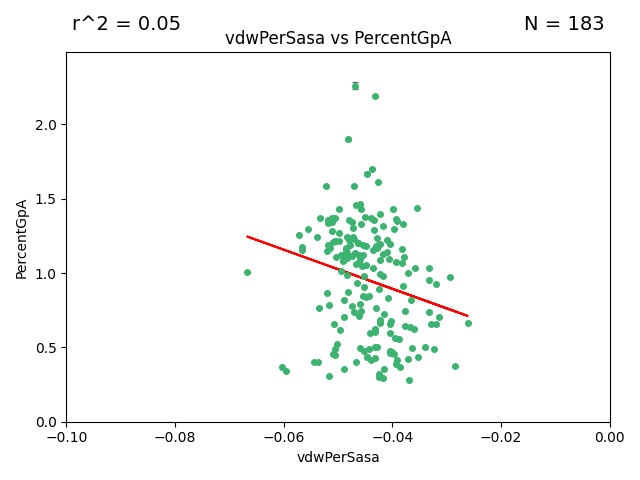 r^2 = 0.05
N = 183
vdwPerSasa vs PercentGpA
PercentGpA
2.0
1.5
1.0
0.5
0.0
−0.10
−0.08
−0.06
−0.04
−0.02
0.00
vdwPerSasa